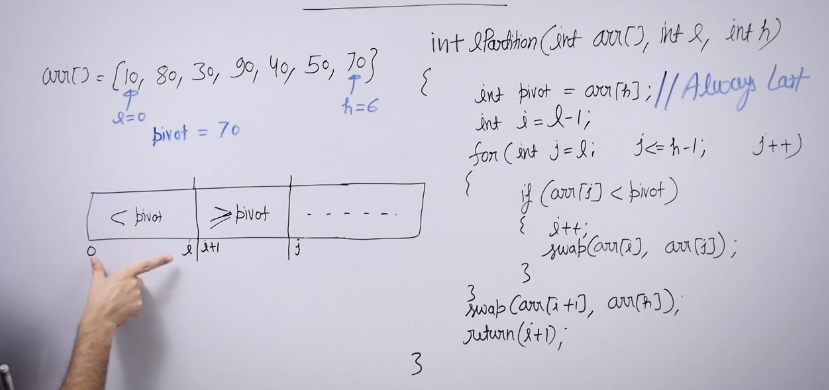 arr[] = {10, 80, 30, 90, 40, 50, 70}
l=0
h=6
pivot = 70
< pivot
≥ pivot
- - - - - -
0
i
i+1
j
int lPartition(int arr[], int l, int h)
{
int pivot = arr[h]; // Always Last
int i = l-1;
for (int j=l; j<=h-1; j++)
{
if (arr[j] < pivot)
{ i++;
swap(arr[i], arr[j]);
}
}
swap(arr[i+1], arr[h]);
return(i+1);
}